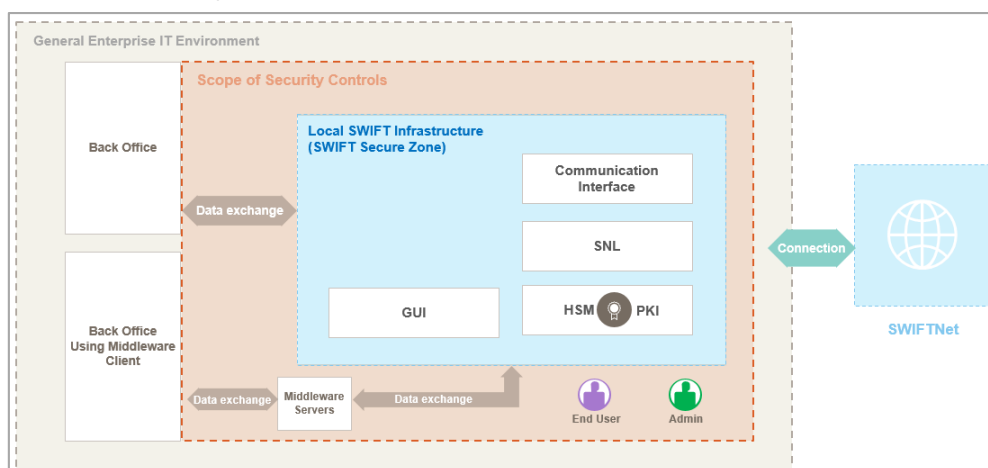 General Enterprise IT Environment
Scope of Security Controls
Back Office
Local SWIFT Infrastructure
(SWIFT Secure Zone)
Communication
Interface
Data exchange
SNL
Connection
GUI
HSM PKI
SWIFTNet
Back Office
Using Middleware
Client
Data exchange
Middleware
Servers
Data exchange
End User
Admin